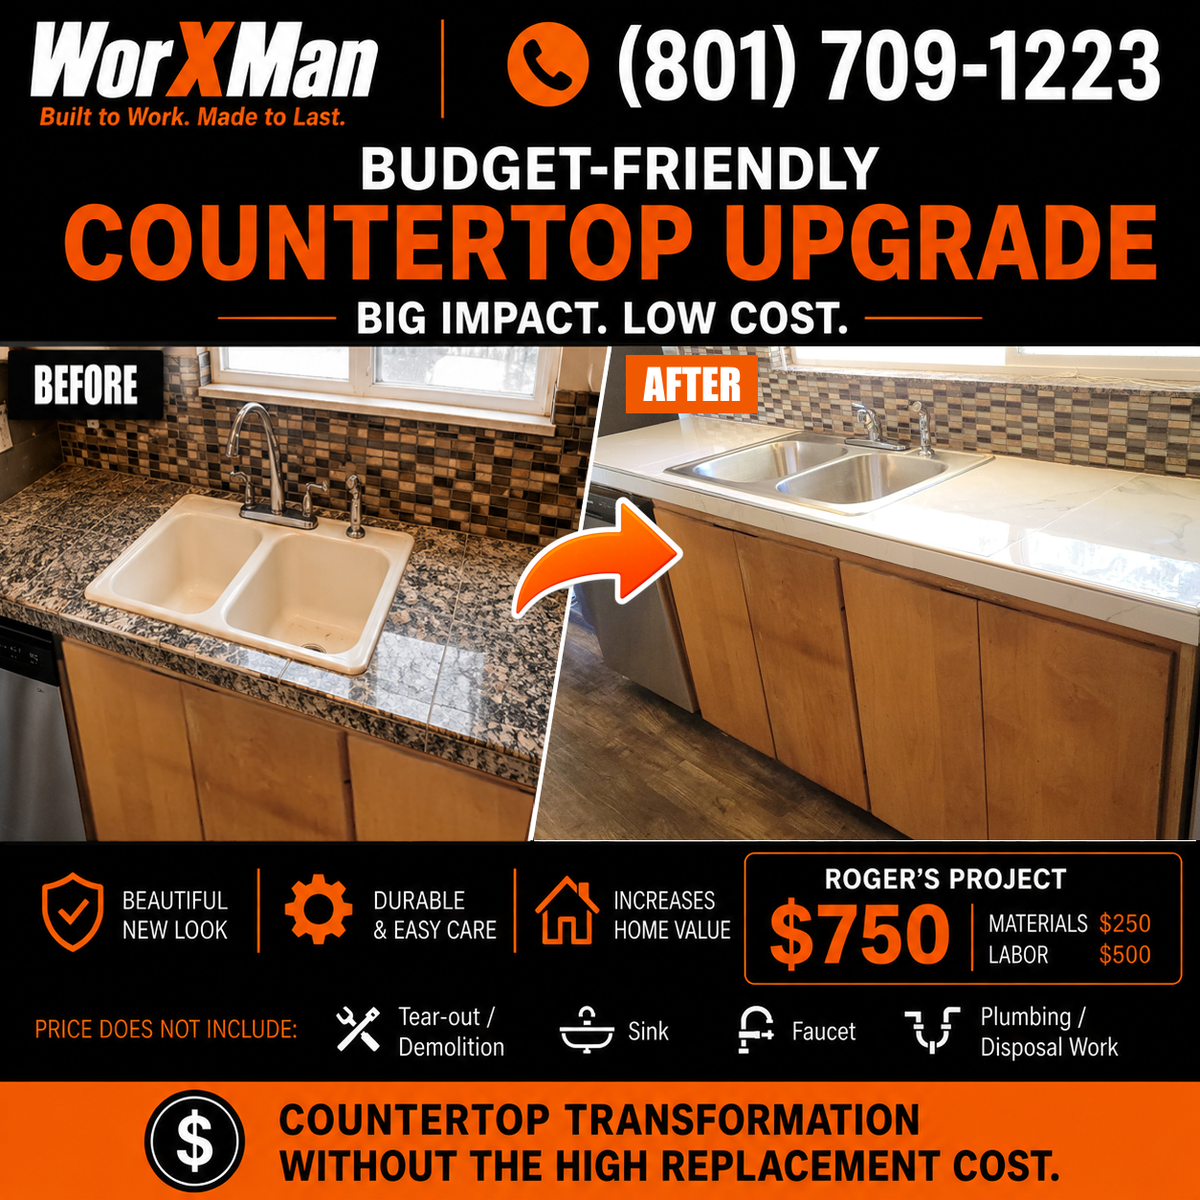 WorXMan
Built to Work. Made to Last.
(801) 709-1223
BUDGET-FRIENDLY
COUNTERTOP UPGRADE
BIG IMPACT. LOW COST.
BEFORE
AFTER
BEAUTIFUL
NEW LOOK
DURABLE
& EASY CARE
INCREASES
HOME VALUE
ROGER'S PROJECT
$750
MATERIALS $250
LABOR $500
PRICE DOES NOT INCLUDE:
Tear-out /
Demolition
Sink
Faucet
Plumbing /
Disposal Work
$
COUNTERTOP TRANSFORMATION
WITHOUT THE HIGH REPLACEMENT COST.